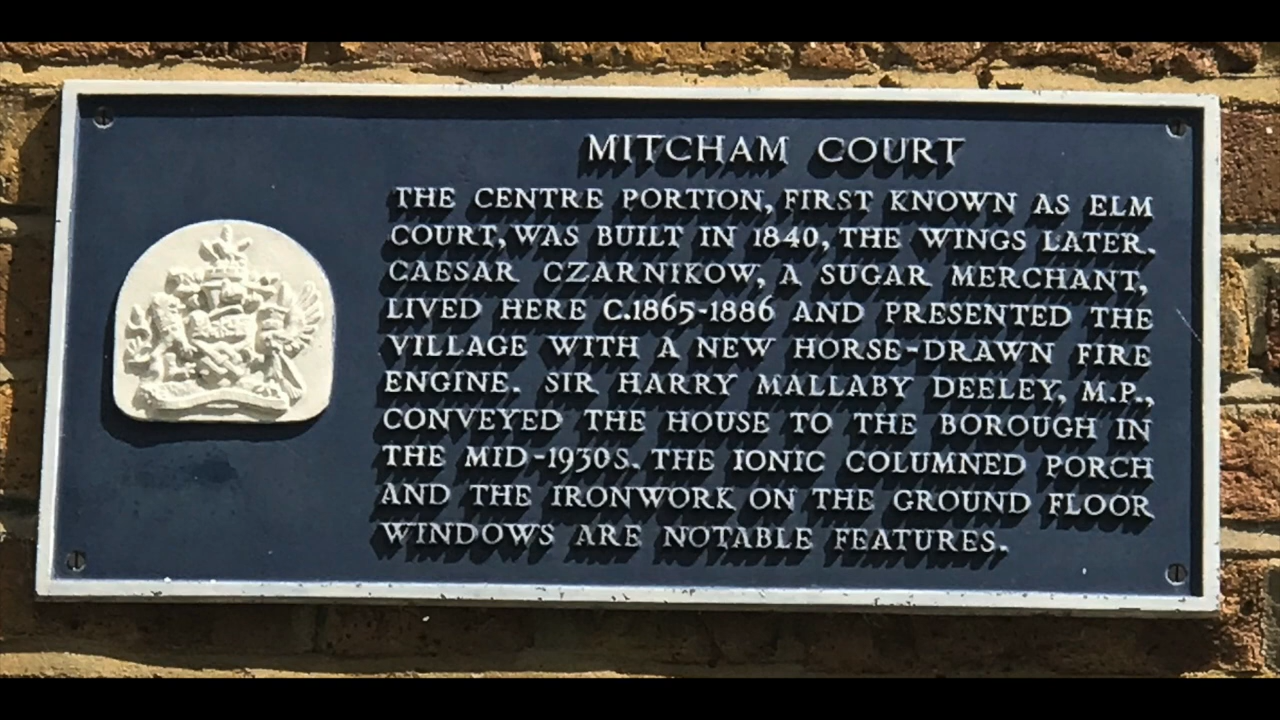 MITCHAM COURT
THE CENTRE PORTION, FIRST KNOWN AS ELM
COURT, WAS BUILT IN 1840, THE WINGS LATER.
CAESAR CZARNIKOW, A SUGAR MERCHANT,
LIVED HERE C.1865-1886 AND PRESENTED THE
VILLAGE WITH A NEW HORSE-DRAWN FIRE
ENGINE. SIR HARRY MALLABY DEELEY, M.P.,
CONVEYED THE HOUSE TO THE BOROUGH IN
THE MID-1930S. THE IONIC COLUMNED PORCH
AND THE IRONWORK ON THE GROUND FLOOR
WINDOWS ARE NOTABLE FEATURES.